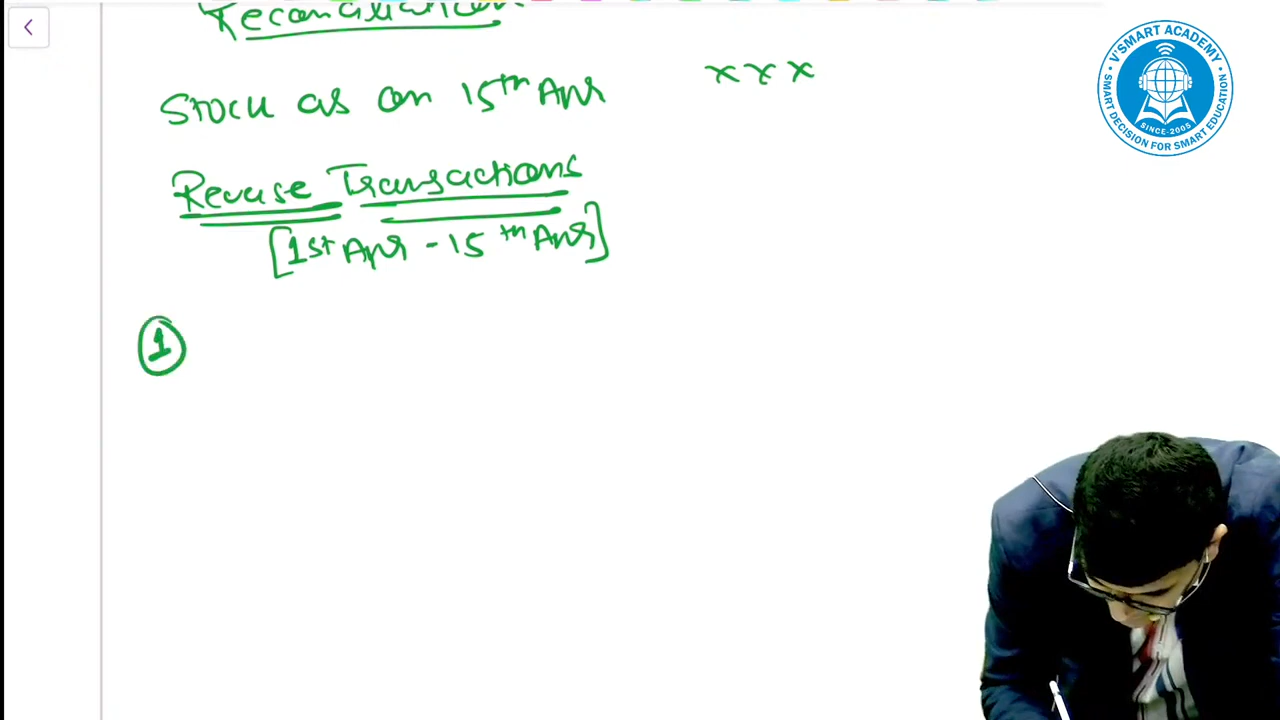 Reconciliation
Stock as on 15th Apr xxx
Reverse Transactions
[1st Apr - 15th Apr]
1
V'SMART ACADEMY
SINCE-2005
SMART DECISION FOR SMART EDUCATION